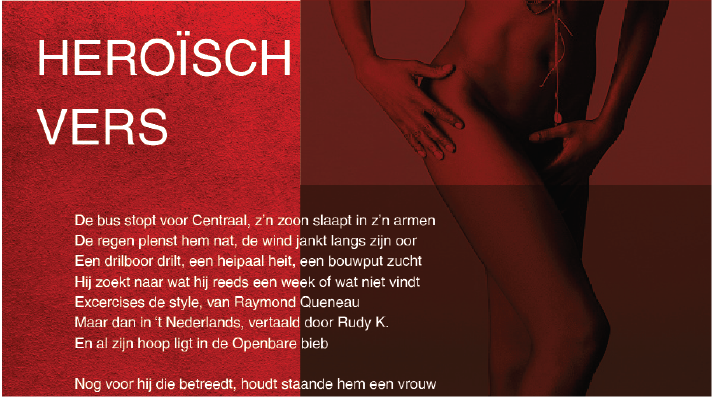 HEROÏSCH
VERS
De bus stopt voor Centraal, z'n zoon slaapt in z'n armen
De regen plenst hem nat, de wind jankt langs zijn oor
Een drilboor drilt, een heipaal heit, een bouwput zucht
Hij zoekt naar wat hij reeds een week of wat niet vindt
Excercises de style, van Raymond Queneau
Maar dan in 't Nederlands, vertaald door Rudy K.
En al zijn hoop ligt in de Openbare bieb
Nog voor hij die betreedt, houdt staande hem een vrouw